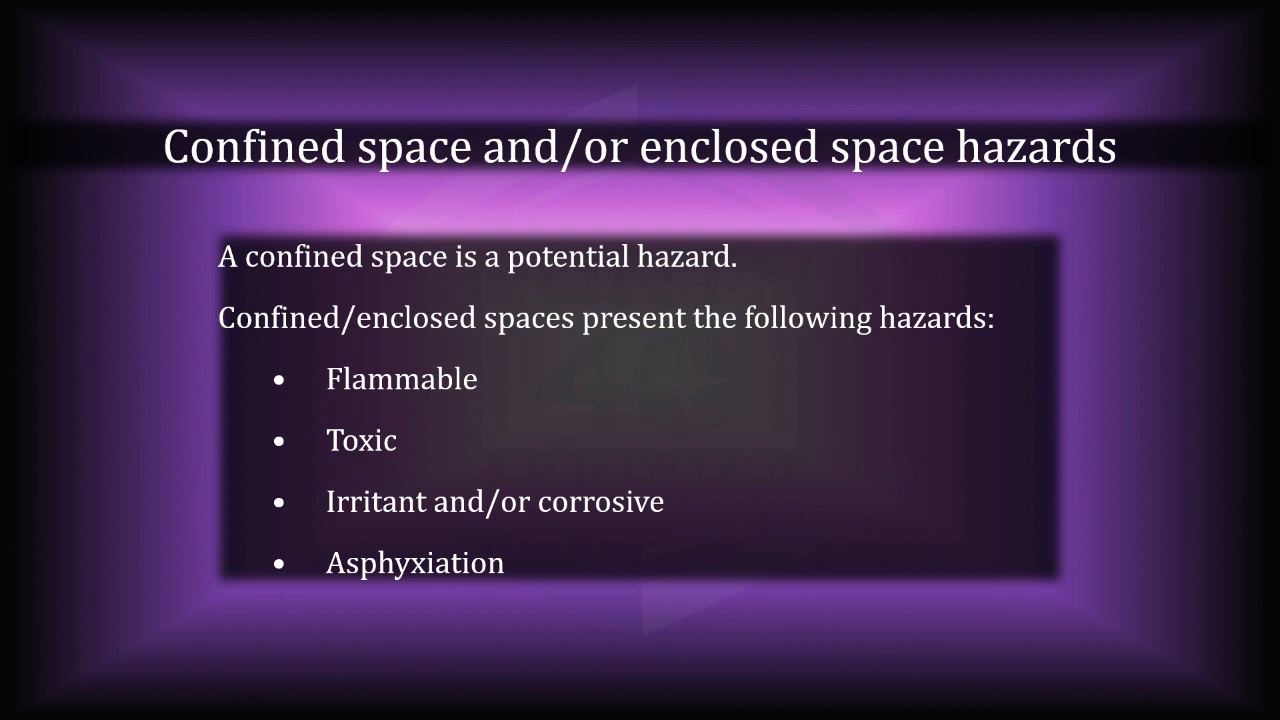 Confined space and/or enclosed space hazards
A confined space is a potential hazard.
Confined/enclosed spaces present the following hazards:
• Flammable
• Toxic
• Irritant and/or corrosive
• Asphyxiation